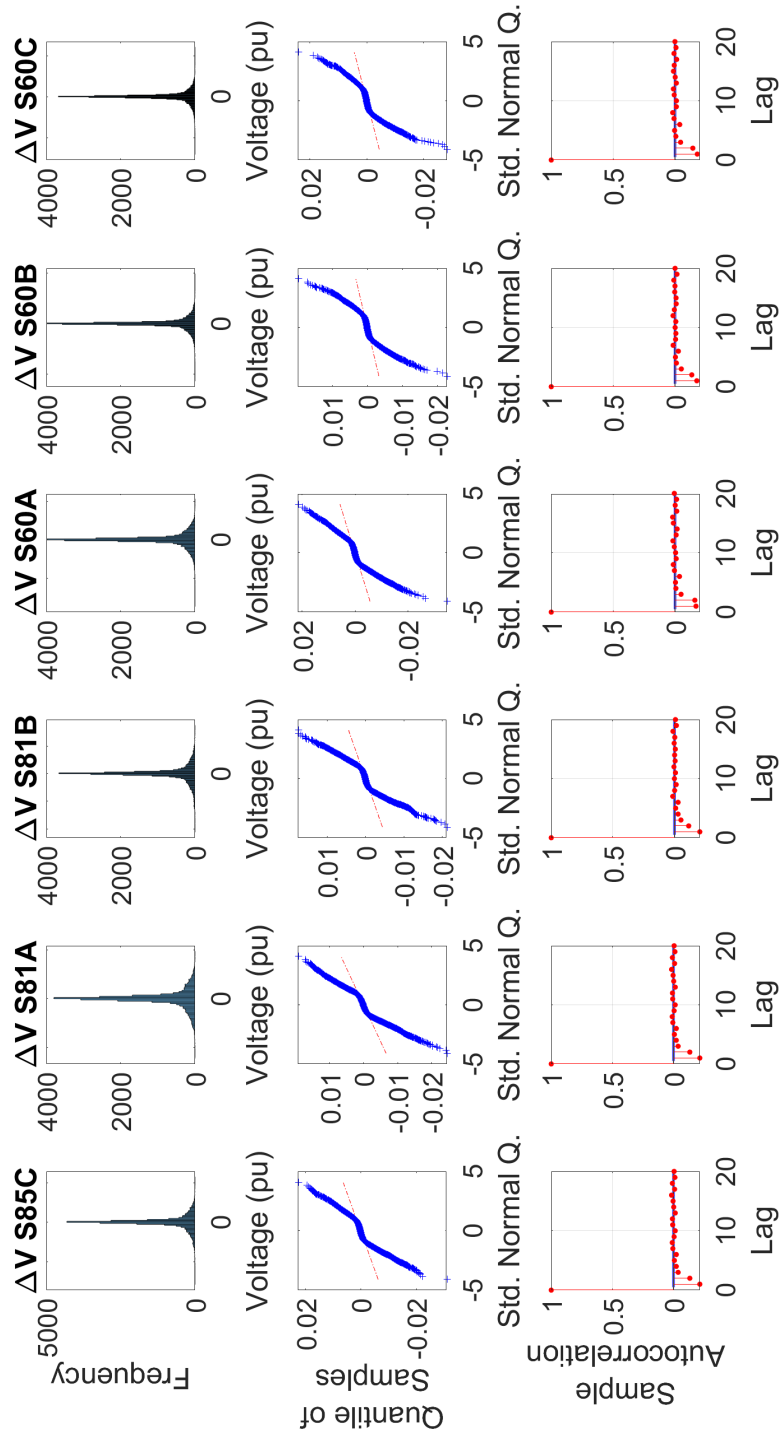 ΔV S85C ΔV S81A ΔV S81B ΔV S60A ΔV S60B ΔV S60C
5000 4000 4000 4000 4000 4000
Frequency
2000 2000 2000 2000 2000
0 0 0 0 0 0
0 0 0 0 0 0
Voltage (pu) Voltage (pu) Voltage (pu) Voltage (pu) Voltage (pu) Voltage (pu)
Quantile of
Samples
0.02 0.01 0.01 0.02 0.01 0.02
0 0 0 0 0 0
-0.02 -0.01 -0.01 -0.02 -0.01 -0.02
-0.02 -0.02 -0.02
-5 0 5 -5 0 5 -5 0 5 -5 0 5 -5 0 5 -5 0 5
Std. Normal Q. Std. Normal Q. Std. Normal Q. Std. Normal Q. Std. Normal Q. Std. Normal Q.
Sample
Autocorrelation
1 1 1 1 1 1
0.5 0.5 0.5 0.5 0.5 0.5
0 0 0 0 0 0
0 10 20 0 10 20 0 10 20 0 10 20 0 10 20 0 10 20
Lag Lag Lag Lag Lag Lag